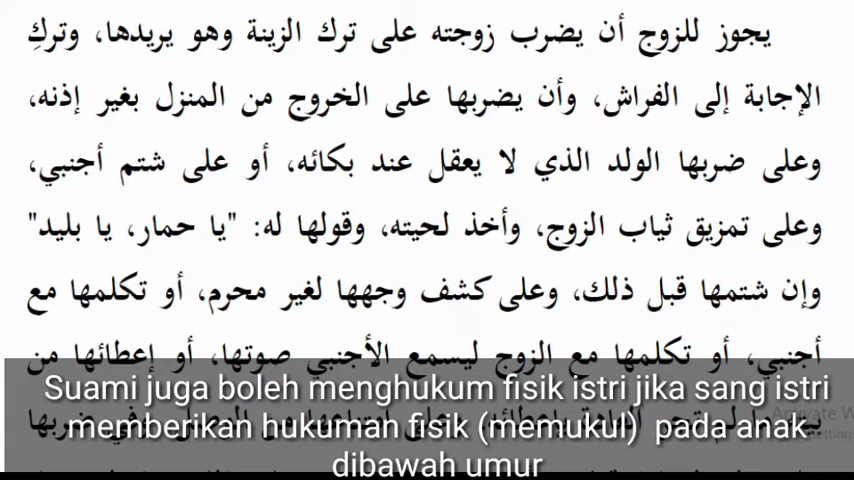 يجوز للزوج أن يضرب زوجته على ترك الزينة وهو يريدها، وتركِ
الإجابة إلى الفراش، وأن يضربها على الخروج من المنزل بغير إذنه،
وعلى ضربها الولد الذي لا يعقل عند بكائه، أو على شتم أجنبي،
وعلى تمزيق ثياب الزوج، وأخذ لحيته، وقولها له: "يا حمار، يا بليد"
وإن شتمها قبل ذلك، وعلى كشف وجهها لغير محرم، أو تكلمها مع
أجنبي، أو تكلمها مع الزوج ليسمع الأجنبي صوتها، أو إعطائها من
Suami juga boleh menghukum fisik istri jika sang istri
memberikan hukuman fisik (memukul) pada anak
dibawah umur